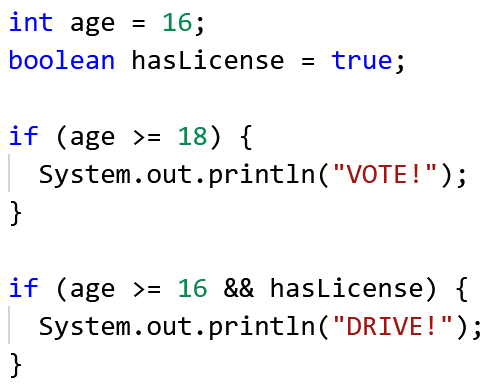 int age = 16;
boolean hasLicense = true;
if (age >= 18) {
System.out.println("VOTE!");
}
if (age >= 16 && hasLicense) {
System.out.println("DRIVE!");
}